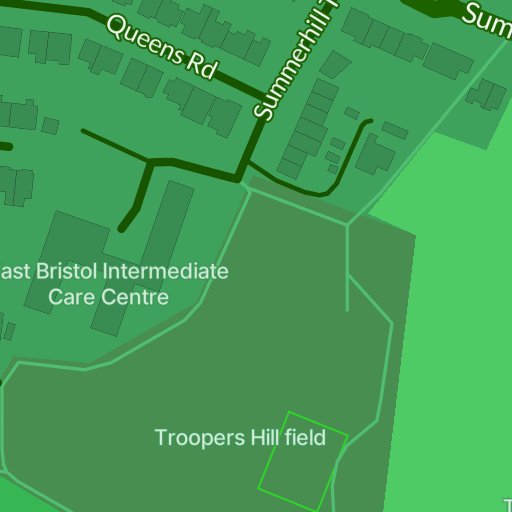 Queens Rd
Summerhill T
Sum
ast Bristol Intermediate
Care Centre
Troopers Hill field
T